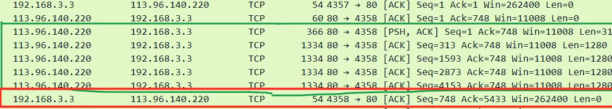 192.168.3.3 113.96.140.220 TCP 54 4357 → 80 [ACK] Seq=1 Ack=1 Win=262400 Len=0
113.96.140.220 192.168.3.3 TCP 60 80 → 4358 [ACK] Seq=1 Ack=748 Win=11008 Len=0
113.96.140.220 192.168.3.3 TCP 366 80 → 4358 [PSH, ACK] Seq=1 Ack=748 Win=11008 Len=31
113.96.140.220 192.168.3.3 TCP 1334 80 → 4358 [ACK] Seq=313 Ack=748 Win=11008 Len=1280
113.96.140.220 192.168.3.3 TCP 1334 80 → 4358 [ACK] Seq=1593 Ack=748 Win=11008 Len=1280
113.96.140.220 192.168.3.3 TCP 1334 80 → 4358 [ACK] Seq=2873 Ack=748 Win=11008 Len=1280
113.96.140.220 192.168.3.3 TCP 1334 80 → 4358 [ACK] Seq=4153 Ack=748 Win=11008 Len=1280
192.168.3.3 113.96.140.220 TCP 54 4358 → 80 [ACK] Seq=748 Ack=5433 Win=262400 Len=0